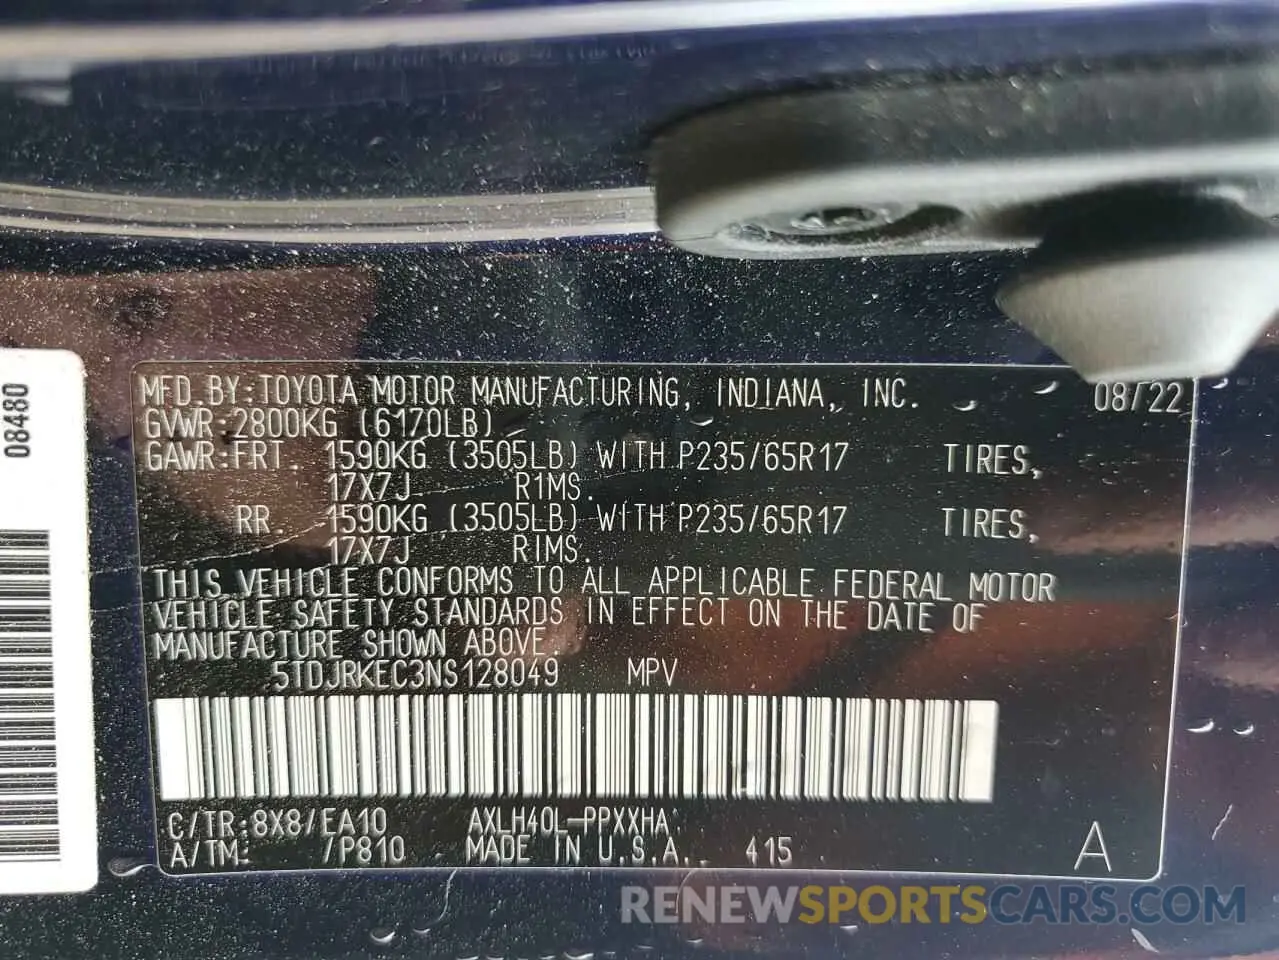 MFD.BY:TOYOTA MOTOR MANUFACTURING, INDIANA, INC. 08/22
GVWR:2800KG (6170LB)
GAWR:FRT. 1590KG (3505LB) WITH P235/65R17 TIRES,
17X7J RIMS.
RR. 1590KG (3505LB) WITH P235/65R17 TIRES,
17X7J RIMS.
THIS VEHICLE CONFORMS TO ALL APPLICABLE FEDERAL MOTOR
VEHICLE SAFETY STANDARDS IN EFFECT ON THE DATE OF
MANUFACTURE SHOWN ABOVE.
5TDJRKEC3NS128049 MPV
C/TR:8X8/EA10 AXLH40L-PPXXHA
A/TM: /P810 MADE IN U.S.A. 415 A
08480
RENEWSPORTSCARS.COM